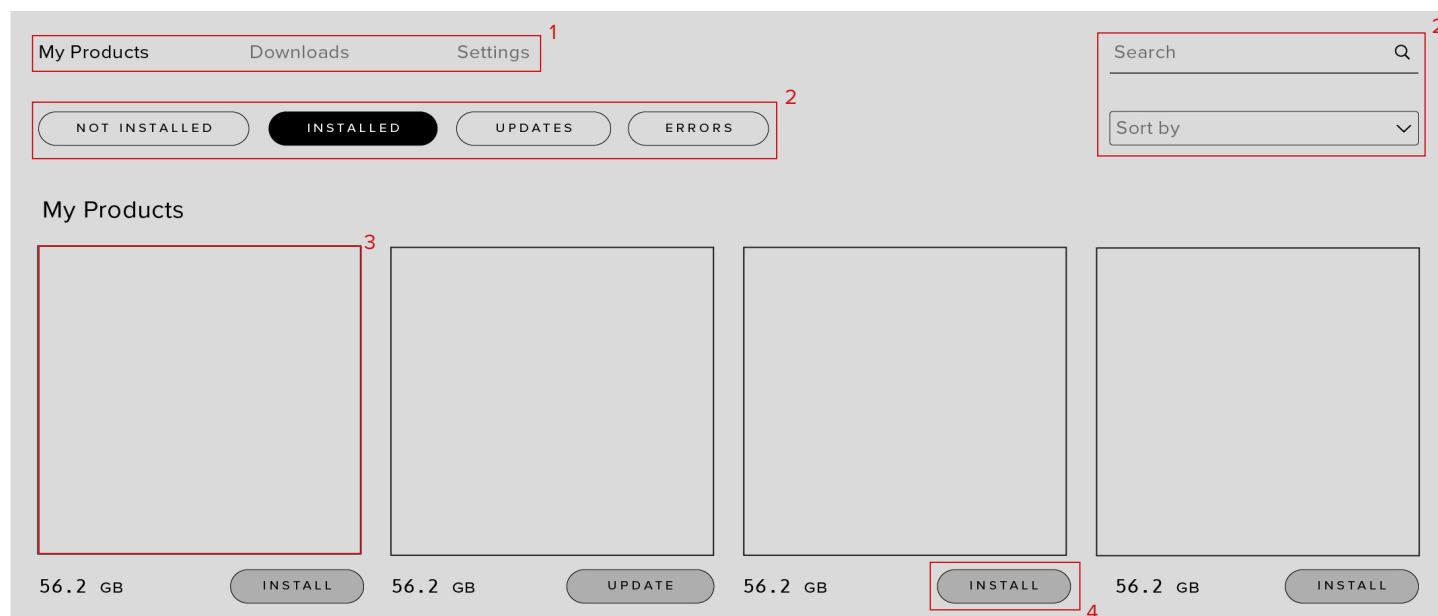 My Products Downloads Settings 1
Search 2
NOT INSTALLED INSTALLED UPDATES ERRORS 2
Sort by
My Products
3
56.2 GB INSTALL 56.2 GB UPDATE 56.2 GB INSTALL 56.2 GB INSTALL
4